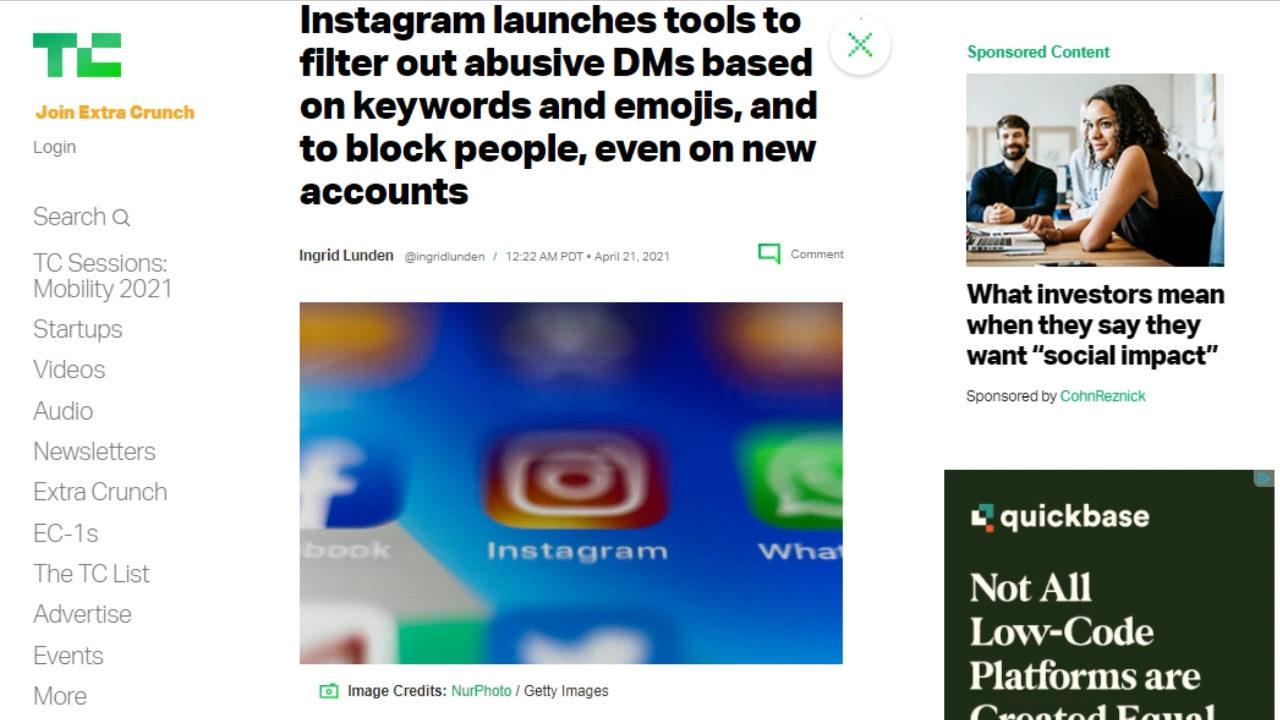 TC
Join Extra Crunch
Login
Search
TC Sessions:
Mobility 2021
Startups
Videos
Audio
Newsletters
Extra Crunch
EC-1s
The TC List
Advertise
Events
More
Instagram launches tools to
filter out abusive DMs based
on keywords and emojis, and
to block people, even on new
accounts
Ingrid Lunden @ingridlunden / 12:22 AM PDT • April 21, 2021
Comment
book
Instagram
What
Image Credits: NurPhoto / Getty Images
Sponsored Content
What investors mean
when they say they
want “social impact”
Sponsored by CohnReznick
quickbase
Not All
Low-Code
Platforms are
Created Equal